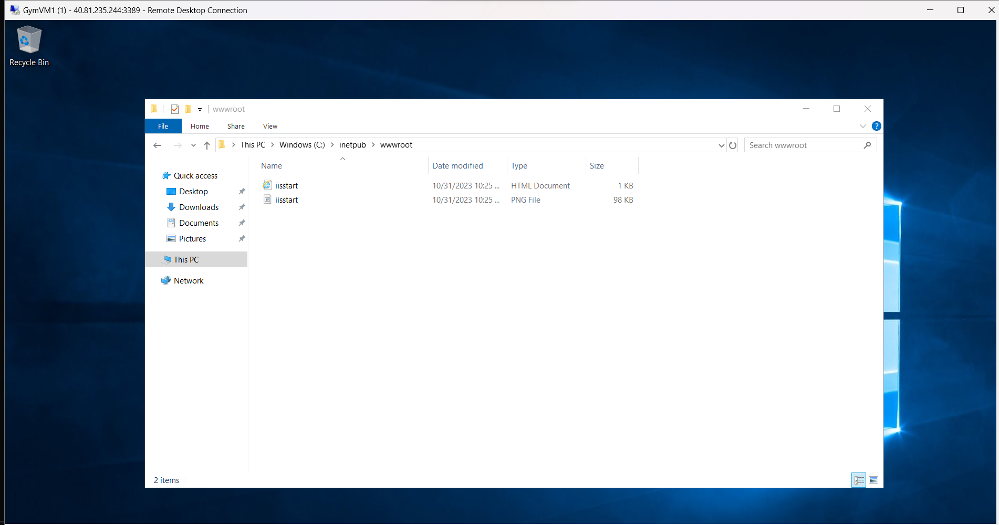 GymVM1 (1) - 40.81.235.244:3389 - Remote Desktop Connection
Recycle Bin
wwwroot
File Home Share View
This PC Windows (C:) inetpub wwwroot
Search wwwroot
Name Date modified Type Size
Quick access
Desktop
Downloads
Documents
Pictures
This PC
Network
iisstart 10/31/2023 10:25 ... HTML Document 1 KB
iisstart 10/31/2023 10:25 ... PNG File 98 KB
2 items